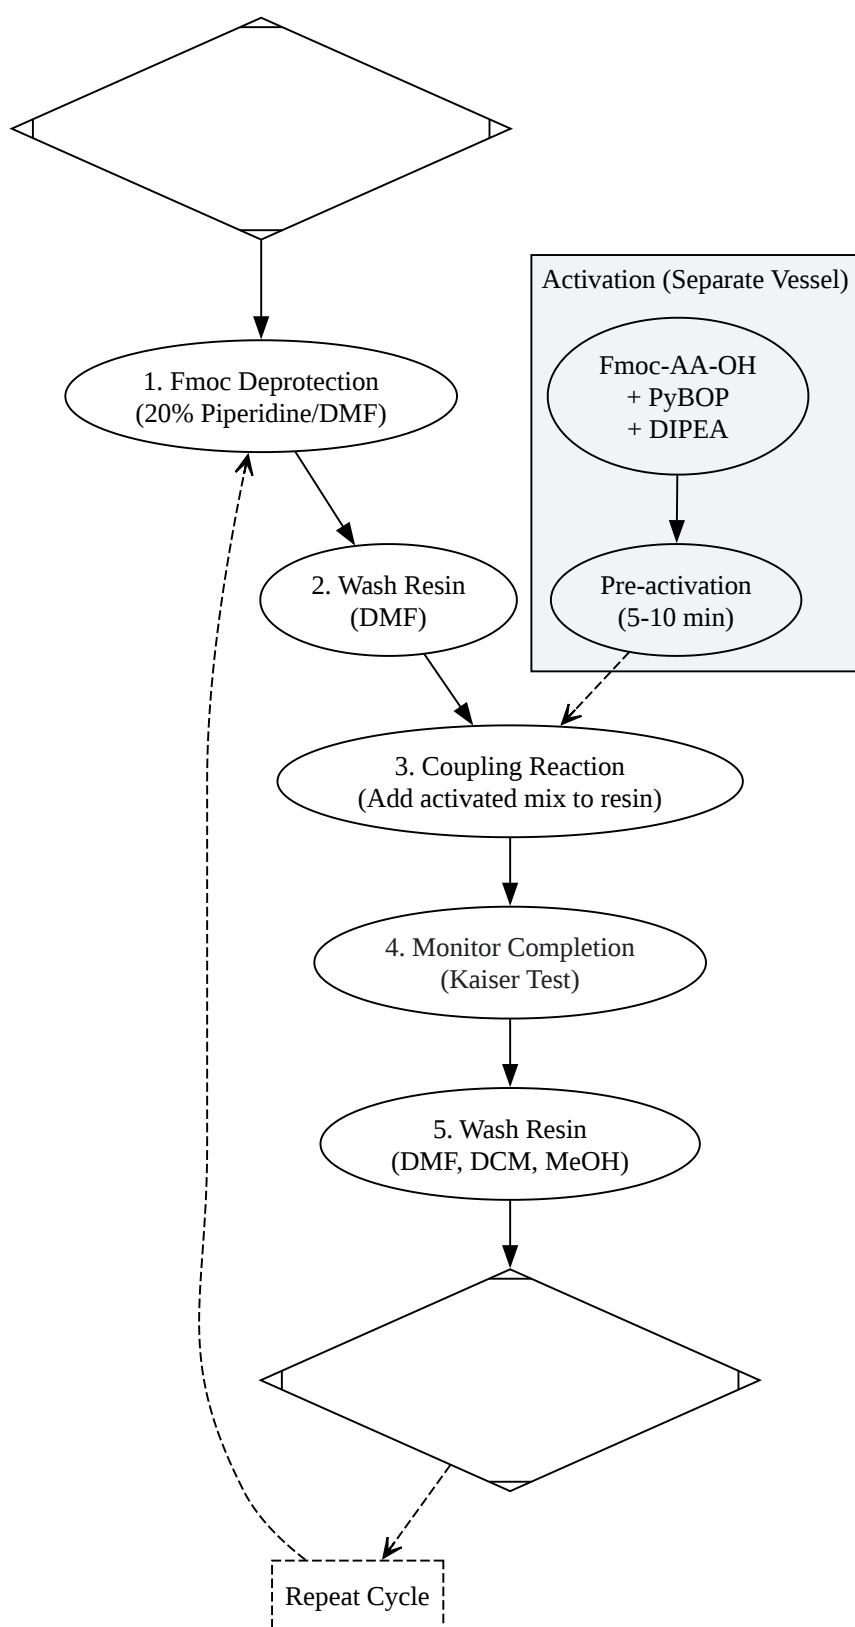 Activation (Separate Vessel)
Fmoc-AA-OH
+ PyBOP
+ DIPEA
1. Fmoc Deprotection
(20% Piperidine/DMF)
2. Wash Resin
(DMF)
Pre-activation
(5-10 min)
3. Coupling Reaction
(Add activated mix to resin)
4. Monitor Completion
(Kaiser Test)
5. Wash Resin
(DMF, DCM, MeOH)
Repeat Cycle